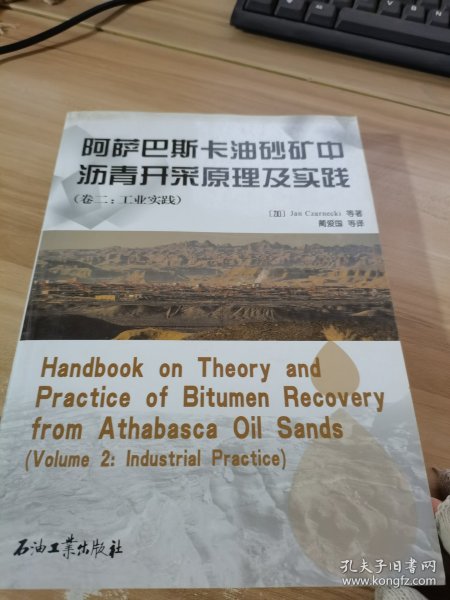 阿萨巴斯卡油砂矿中
沥青开采原理及实践
(卷二：工业实践)
[加] Jan Czarnecki 等著
蔺爱国 等译
Handbook on Theory and
Practice of Bitumen Recovery
from Athabasca Oil Sands
(Volume 2: Industrial Practice)
石油工业出版社
孔夫子旧书网
www.kongfz.com